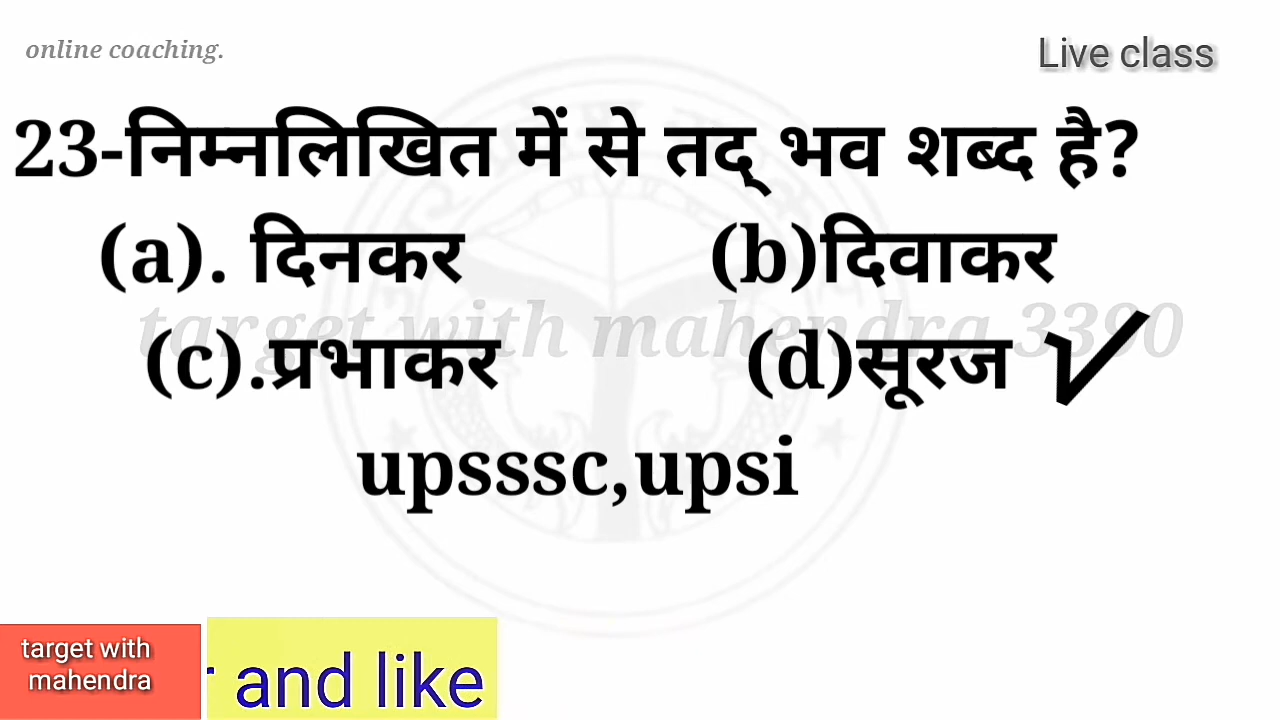 online coaching.
Live class
23-निम्नलिखित में से तद् भव शब्द है?
(a). दिनकर (b)दिवाकर
target with mahendra 3390
(c).प्रभाकर (d)सूरज
upsssc,upsi
target with
mahendra
and like